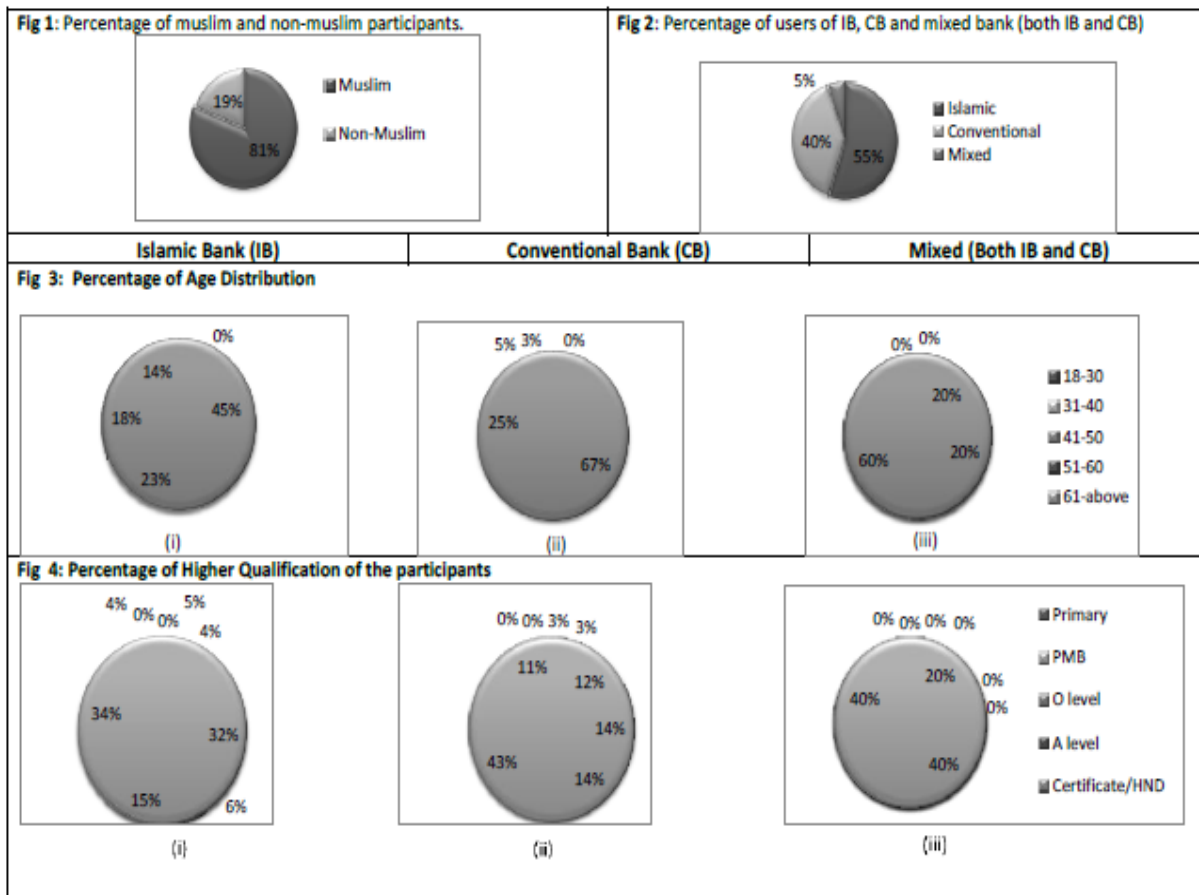 Fig 1: Percentage of muslim and non-muslim participants.
19%
81%
Muslim
Non-Muslim
Fig 2: Percentage of users of IB, CB and mixed bank (both IB and CB)
5%
40%
55%
Islamic
Conventional
Mixed
Islamic Bank (IB)
Conventional Bank (CB)
Mixed (Both IB and CB)
Fig 3: Percentage of Age Distribution
0%
14%
18%
45%
23%
(i)
5% 3% 0%
25%
67%
(ii)
0% 0%
20%
60%
20%
18-30
31-40
41-50
51-60
61-above
(iii)
Fig 4: Percentage of Higher Qualification of the participants
4%
0% 0%
5%
4%
34%
32%
15%
6%
(i)
0% 0% 3% 3%
11%
12%
14%
43%
14%
(ii)
0% 0% 0% 0%
20%
0%
40%
0%
40%
Primary
PMB
O level
A level
Certificate/HND
(iii)